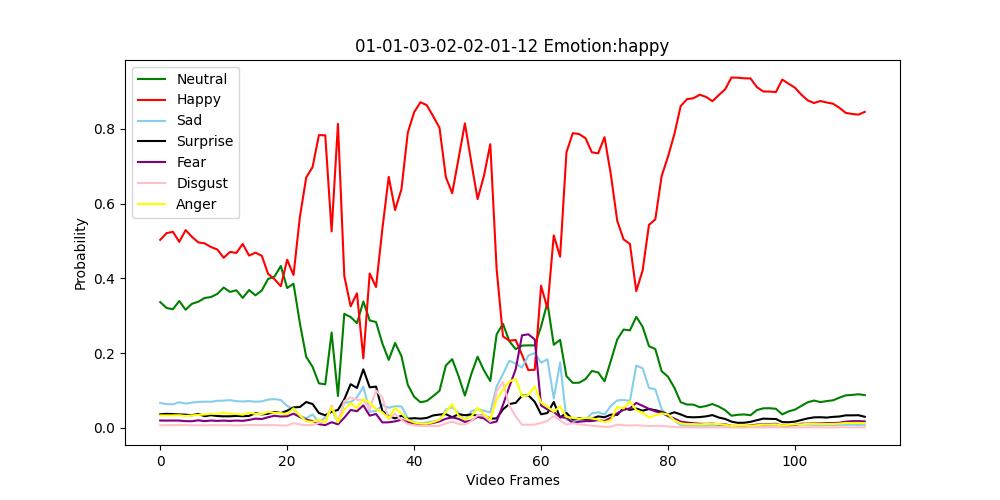 01-01-03-02-02-01-12 Emotion:happy
Neutral
Happy
Sad
Surprise
Fear
Disgust
Anger
Probability
0.8
0.6
0.4
0.2
0.0
0 20 40 60 80 100
Video Frames